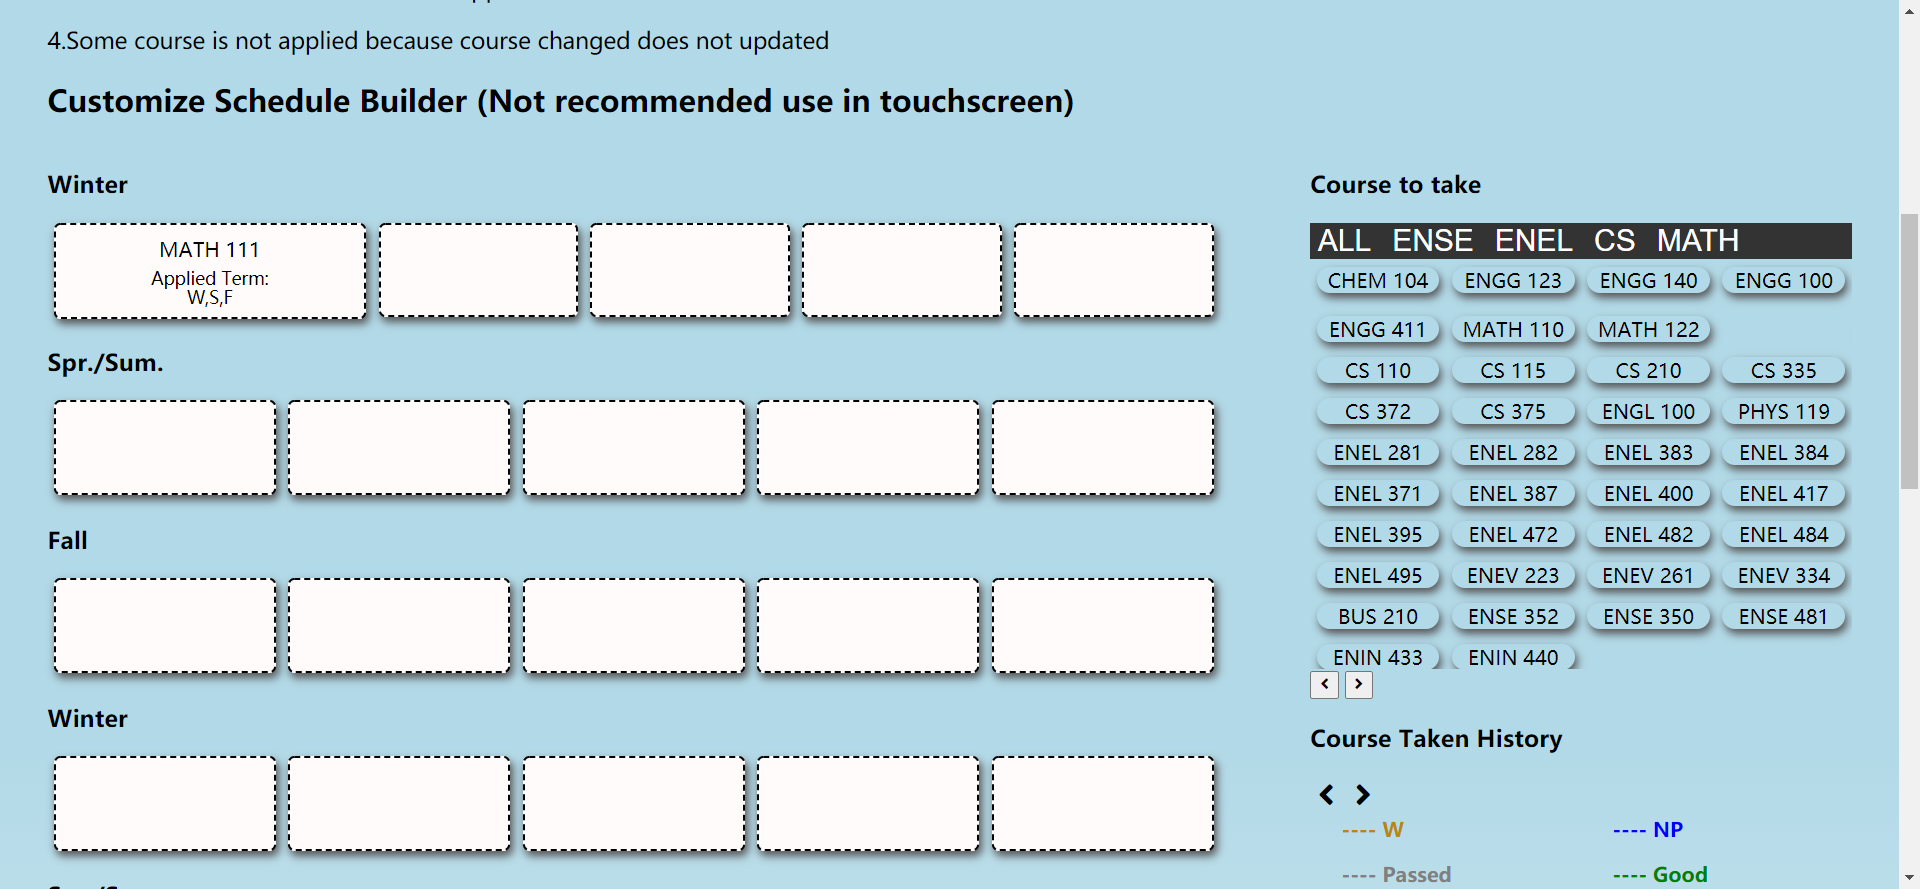 4.Some course is not applied because course changed does not updated
Customize Schedule Builder (Not recommended use in touchscreen)
Winter
MATH 111
Applied Term:
W,S,F
Spr./Sum.
Fall
Winter
Course to take
ALL ENSE ENEL CS MATH
CHEM 104 ENGG 123 ENGG 140 ENGG 100
ENGG 411 MATH 110 MATH 122
CS 110 CS 115 CS 210 CS 335
CS 372 CS 375 ENGL 100 PHYS 119
ENEL 281 ENEL 282 ENEL 383 ENEL 384
ENEL 371 ENEL 387 ENEL 400 ENEL 417
ENEL 395 ENEL 472 ENEL 482 ENEL 484
ENEL 495 ENEV 223 ENEV 261 ENEV 334
BUS 210 ENSE 352 ENSE 350 ENSE 481
ENIN 433 ENIN 440
Course Taken History
---- W ---- NP
---- Passed ---- Good